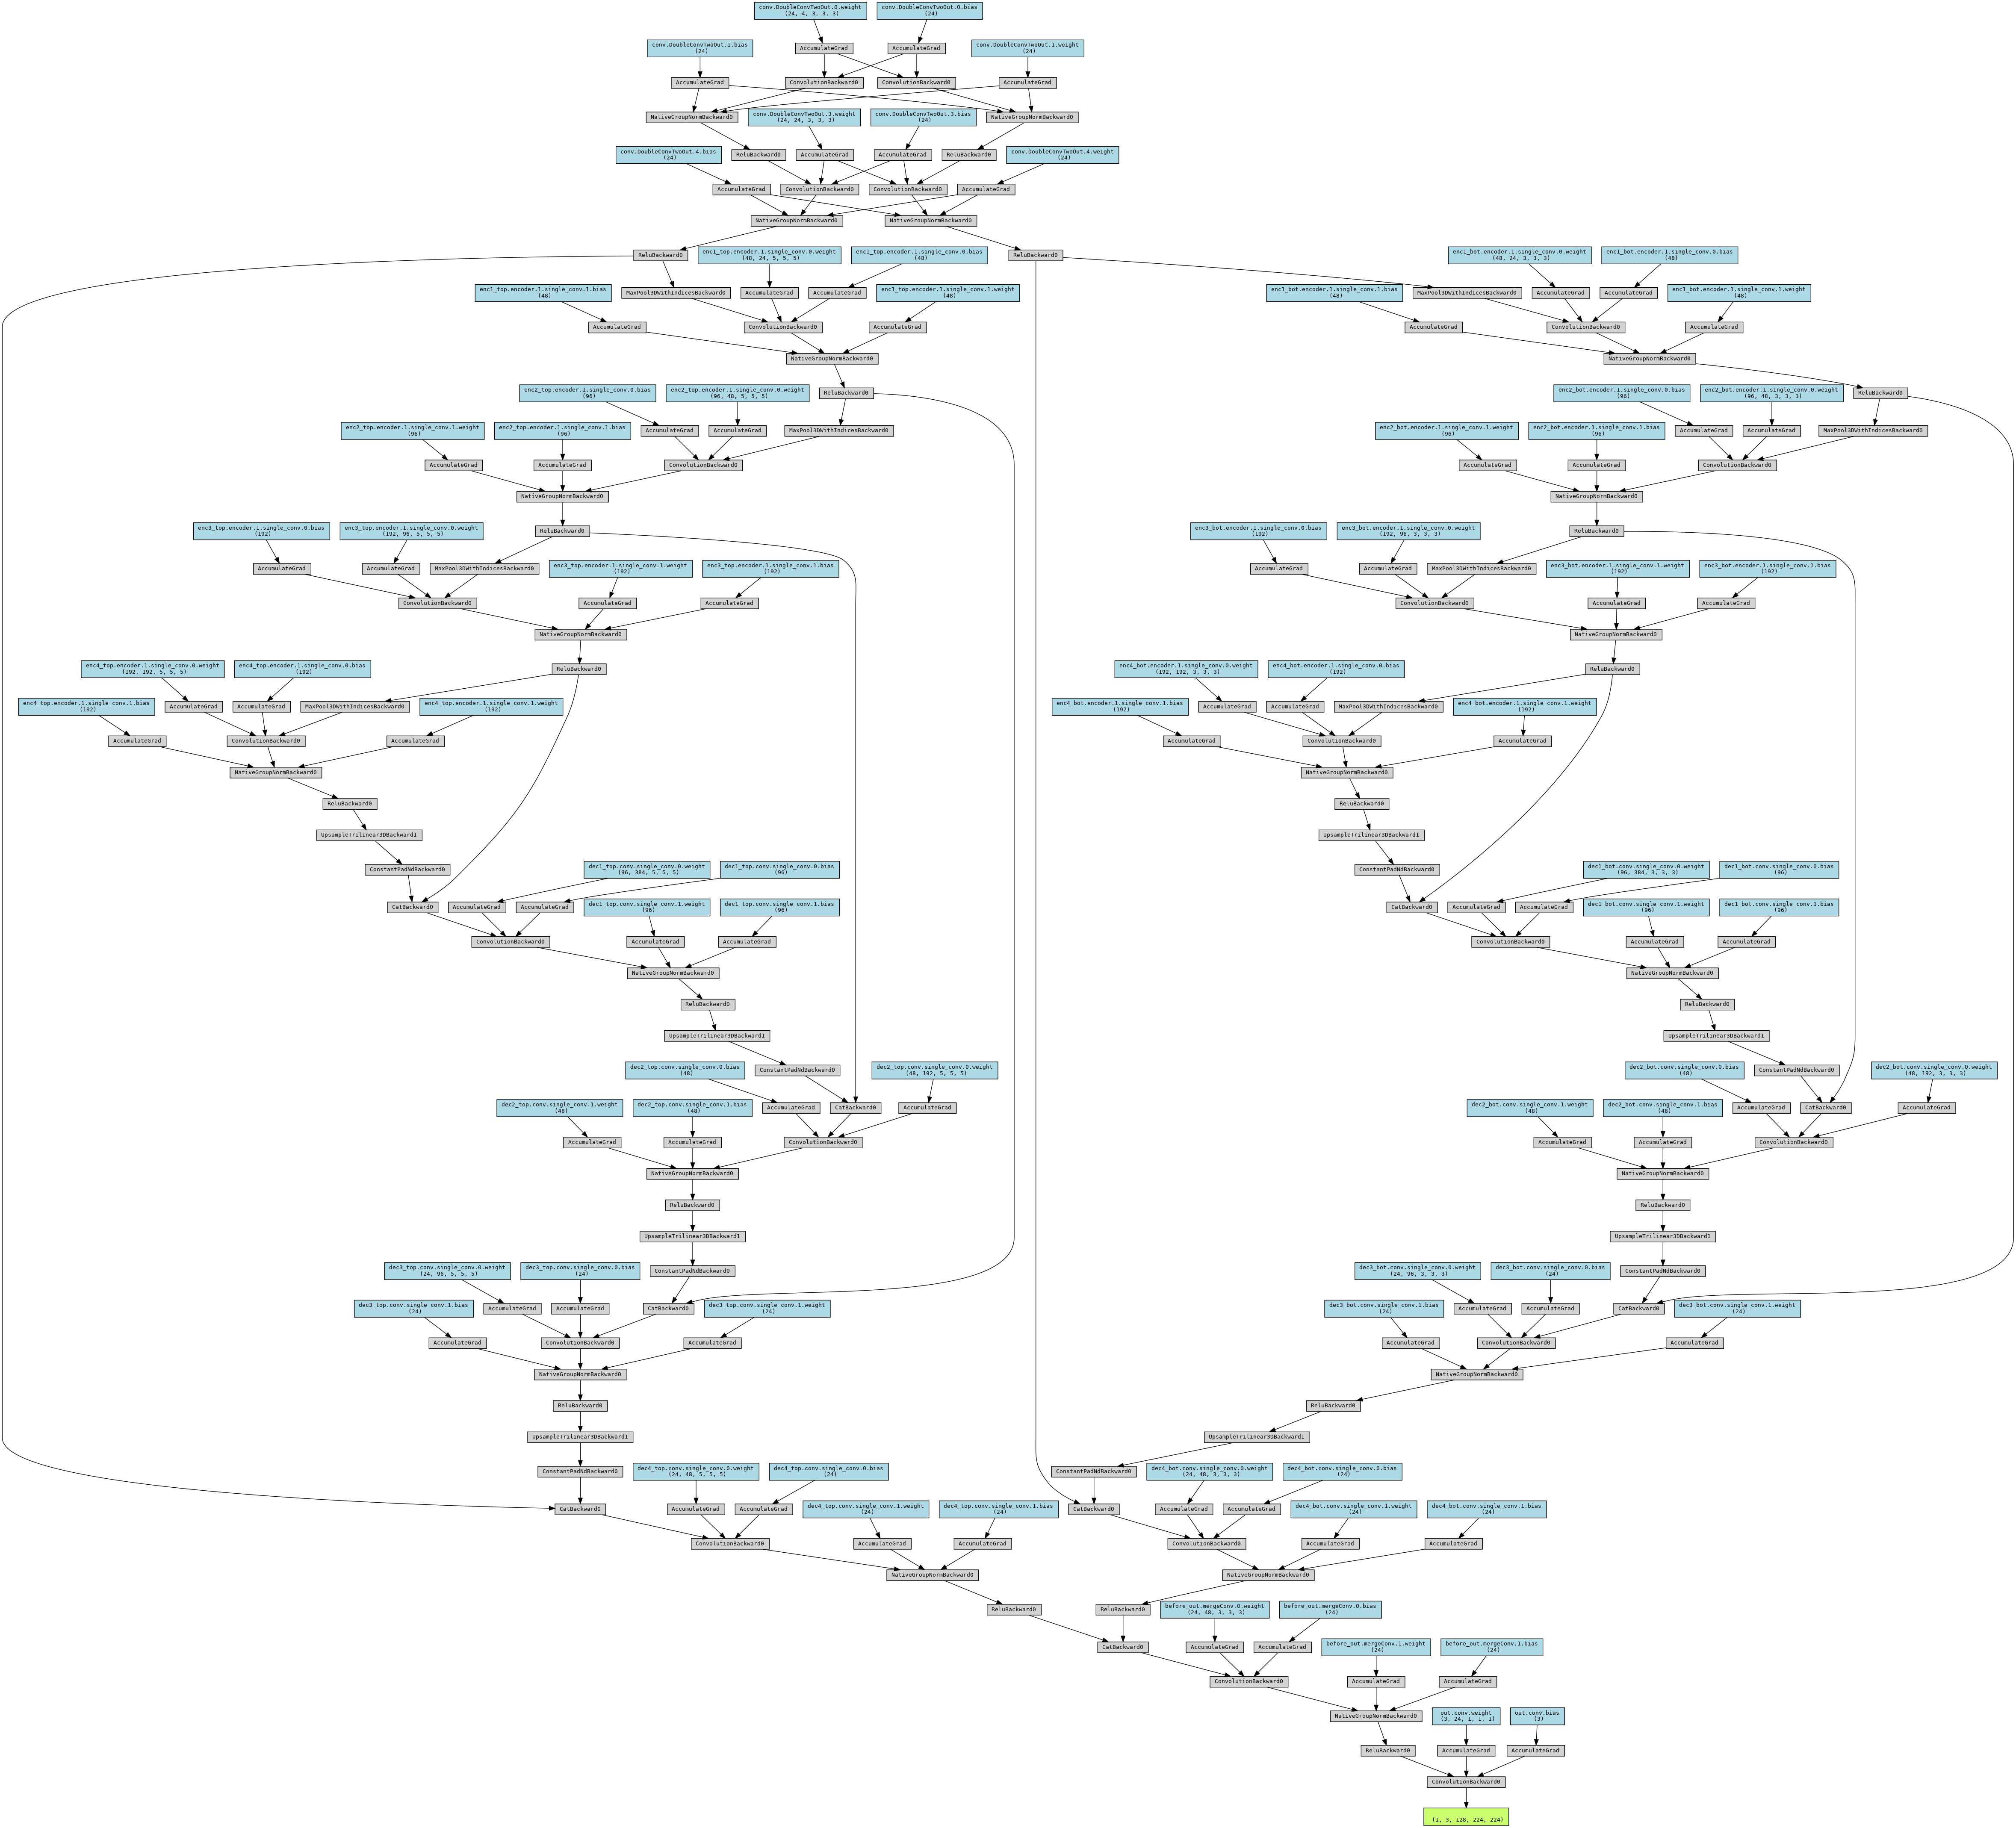 conv.DoubleConvTwoOut.0.weight
(24, 4, 3, 3, 3)
conv.DoubleConvTwoOut.0.bias
(24)
conv.DoubleConvTwoOut.1.bias
(24)
AccumulateGrad
AccumulateGrad
conv.DoubleConvTwoOut.1.weight
(24)
AccumulateGrad
ConvolutionBackward0
ConvolutionBackward0
AccumulateGrad
NativeGroupNormBackward0
conv.DoubleConvTwoOut.3.weight
(24, 24, 3, 3, 3)
conv.DoubleConvTwoOut.3.bias
(24)
NativeGroupNormBackward0
conv.DoubleConvTwoOut.4.bias
(24)
ReluBackward0
AccumulateGrad
AccumulateGrad
ReluBackward0
conv.DoubleConvTwoOut.4.weight
(24)
AccumulateGrad
ConvolutionBackward0
ConvolutionBackward0
AccumulateGrad
NativeGroupNormBackward0
NativeGroupNormBackward0
ReluBackward0
enc1_top.encoder.1.single_conv.0.weight
(48, 24, 5, 5, 5)
enc1_top.encoder.1.single_conv.0.bias
(48)
ReluBackward0
enc1_bot.encoder.1.single_conv.0.weight
(48, 24, 3, 3, 3)
enc1_bot.encoder.1.single_conv.0.bias
(48)
enc1_top.encoder.1.single_conv.1.bias
(48)
MaxPool3DWithIndicesBackward0
AccumulateGrad
AccumulateGrad
enc1_top.encoder.1.single_conv.1.weight
(48)
enc1_bot.encoder.1.single_conv.1.bias
(48)
MaxPool3DWithIndicesBackward0
AccumulateGrad
AccumulateGrad
enc1_bot.encoder.1.single_conv.1.weight
(48)
AccumulateGrad
ConvolutionBackward0
AccumulateGrad
AccumulateGrad
ConvolutionBackward0
AccumulateGrad
NativeGroupNormBackward0
NativeGroupNormBackward0
enc2_top.encoder.1.single_conv.0.bias
(96)
enc2_top.encoder.1.single_conv.0.weight
(96, 48, 5, 5, 5)
ReluBackward0
enc2_bot.encoder.1.single_conv.0.bias
(96)
enc2_bot.encoder.1.single_conv.0.weight
(96, 48, 3, 3, 3)
ReluBackward0
enc2_top.encoder.1.single_conv.1.weight
(96)
enc2_top.encoder.1.single_conv.1.bias
(96)
AccumulateGrad
AccumulateGrad
MaxPool3DWithIndicesBackward0
enc2_bot.encoder.1.single_conv.1.weight
(96)
enc2_bot.encoder.1.single_conv.1.bias
(96)
AccumulateGrad
AccumulateGrad
MaxPool3DWithIndicesBackward0
AccumulateGrad
AccumulateGrad
ConvolutionBackward0
AccumulateGrad
AccumulateGrad
ConvolutionBackward0
NativeGroupNormBackward0
NativeGroupNormBackward0
enc3_top.encoder.1.single_conv.0.bias
(192)
enc3_top.encoder.1.single_conv.0.weight
(192, 96, 5, 5, 5)
ReluBackward0
enc3_bot.encoder.1.single_conv.0.bias
(192)
enc3_bot.encoder.1.single_conv.0.weight
(192, 96, 3, 3, 3)
ReluBackward0
AccumulateGrad
AccumulateGrad
MaxPool3DWithIndicesBackward0
enc3_top.encoder.1.single_conv.1.weight
(192)
enc3_top.encoder.1.single_conv.1.bias
(192)
AccumulateGrad
AccumulateGrad
MaxPool3DWithIndicesBackward0
enc3_bot.encoder.1.single_conv.1.weight
(192)
enc3_bot.encoder.1.single_conv.1.bias
(192)
ConvolutionBackward0
AccumulateGrad
AccumulateGrad
ConvolutionBackward0
AccumulateGrad
AccumulateGrad
NativeGroupNormBackward0
NativeGroupNormBackward0
enc4_top.encoder.1.single_conv.0.weight
(192, 192, 5, 5, 5)
enc4_top.encoder.1.single_conv.0.bias
(192)
ReluBackward0
enc4_bot.encoder.1.single_conv.0.weight
(192, 192, 3, 3, 3)
enc4_bot.encoder.1.single_conv.0.bias
(192)
ReluBackward0
enc4_top.encoder.1.single_conv.1.bias
(192)
AccumulateGrad
AccumulateGrad
MaxPool3DWithIndicesBackward0
enc4_top.encoder.1.single_conv.1.weight
(192)
enc4_bot.encoder.1.single_conv.1.bias
(192)
AccumulateGrad
AccumulateGrad
MaxPool3DWithIndicesBackward0
enc4_bot.encoder.1.single_conv.1.weight
(192)
AccumulateGrad
ConvolutionBackward0
AccumulateGrad
AccumulateGrad
ConvolutionBackward0
AccumulateGrad
NativeGroupNormBackward0
NativeGroupNormBackward0
ReluBackward0
ReluBackward0
UpsampleTrilinear3DBackward1
UpsampleTrilinear3DBackward1
ConstantPadNdBackward0
dec1_top.conv.single_conv.0.weight
(96, 384, 5, 5, 5)
dec1_top.conv.single_conv.0.bias
(96)
ConstantPadNdBackward0
dec1_bot.conv.single_conv.0.weight
(96, 384, 3, 3, 3)
dec1_bot.conv.single_conv.0.bias
(96)
CatBackward0
AccumulateGrad
AccumulateGrad
dec1_top.conv.single_conv.1.weight
(96)
dec1_top.conv.single_conv.1.bias
(96)
CatBackward0
AccumulateGrad
AccumulateGrad
dec1_bot.conv.single_conv.1.weight
(96)
dec1_bot.conv.single_conv.1.bias
(96)
ConvolutionBackward0
AccumulateGrad
AccumulateGrad
ConvolutionBackward0
AccumulateGrad
AccumulateGrad
NativeGroupNormBackward0
NativeGroupNormBackward0
ReluBackward0
ReluBackward0
UpsampleTrilinear3DBackward1
UpsampleTrilinear3DBackward1
dec2_top.conv.single_conv.0.bias
(48)
ConstantPadNdBackward0
dec2_top.conv.single_conv.0.weight
(48, 192, 5, 5, 5)
dec2_bot.conv.single_conv.0.bias
(48)
ConstantPadNdBackward0
dec2_bot.conv.single_conv.0.weight
(48, 192, 3, 3, 3)
dec2_top.conv.single_conv.1.weight
(48)
dec2_top.conv.single_conv.1.bias
(48)
AccumulateGrad
CatBackward0
AccumulateGrad
dec2_bot.conv.single_conv.1.weight
(48)
dec2_bot.conv.single_conv.1.bias
(48)
AccumulateGrad
CatBackward0
AccumulateGrad
AccumulateGrad
AccumulateGrad
ConvolutionBackward0
AccumulateGrad
AccumulateGrad
ConvolutionBackward0
NativeGroupNormBackward0
NativeGroupNormBackward0
ReluBackward0
ReluBackward0
UpsampleTrilinear3DBackward1
UpsampleTrilinear3DBackward1
dec3_top.conv.single_conv.0.weight
(24, 96, 5, 5, 5)
dec3_top.conv.single_conv.0.bias
(24)
ConstantPadNdBackward0
dec3_bot.conv.single_conv.0.weight
(24, 96, 3, 3, 3)
dec3_bot.conv.single_conv.0.bias
(24)
ConstantPadNdBackward0
dec3_top.conv.single_conv.1.bias
(24)
AccumulateGrad
AccumulateGrad
CatBackward0
dec3_top.conv.single_conv.1.weight
(24)
dec3_bot.conv.single_conv.1.bias
(24)
AccumulateGrad
AccumulateGrad
CatBackward0
dec3_bot.conv.single_conv.1.weight
(24)
AccumulateGrad
ConvolutionBackward0
AccumulateGrad
AccumulateGrad
ConvolutionBackward0
AccumulateGrad
NativeGroupNormBackward0
NativeGroupNormBackward0
ReluBackward0
ReluBackward0
UpsampleTrilinear3DBackward1
UpsampleTrilinear3DBackward1
ConstantPadNdBackward0
dec4_top.conv.single_conv.0.weight
(24, 48, 5, 5, 5)
dec4_top.conv.single_conv.0.bias
(24)
ConstantPadNdBackward0
dec4_bot.conv.single_conv.0.weight
(24, 48, 3, 3, 3)
dec4_bot.conv.single_conv.0.bias
(24)
CatBackward0
AccumulateGrad
AccumulateGrad
dec4_top.conv.single_conv.1.weight
(24)
dec4_top.conv.single_conv.1.bias
(24)
CatBackward0
AccumulateGrad
AccumulateGrad
dec4_bot.conv.single_conv.1.weight
(24)
dec4_bot.conv.single_conv.1.bias
(24)
ConvolutionBackward0
AccumulateGrad
AccumulateGrad
ConvolutionBackward0
AccumulateGrad
AccumulateGrad
NativeGroupNormBackward0
NativeGroupNormBackward0
ReluBackward0
ReluBackward0
before_out.mergeConv.0.weight
(24, 48, 3, 3, 3)
before_out.mergeConv.0.bias
(24)
CatBackward0
AccumulateGrad
AccumulateGrad
before_out.mergeConv.1.weight
(24)
before_out.mergeConv.1.bias
(24)
ConvolutionBackward0
AccumulateGrad
AccumulateGrad
NativeGroupNormBackward0
out.conv.weight
(3, 24, 1, 1, 1)
out.conv.bias
(3)
ReluBackward0
AccumulateGrad
AccumulateGrad
ConvolutionBackward0
(1, 3, 128, 224, 224)